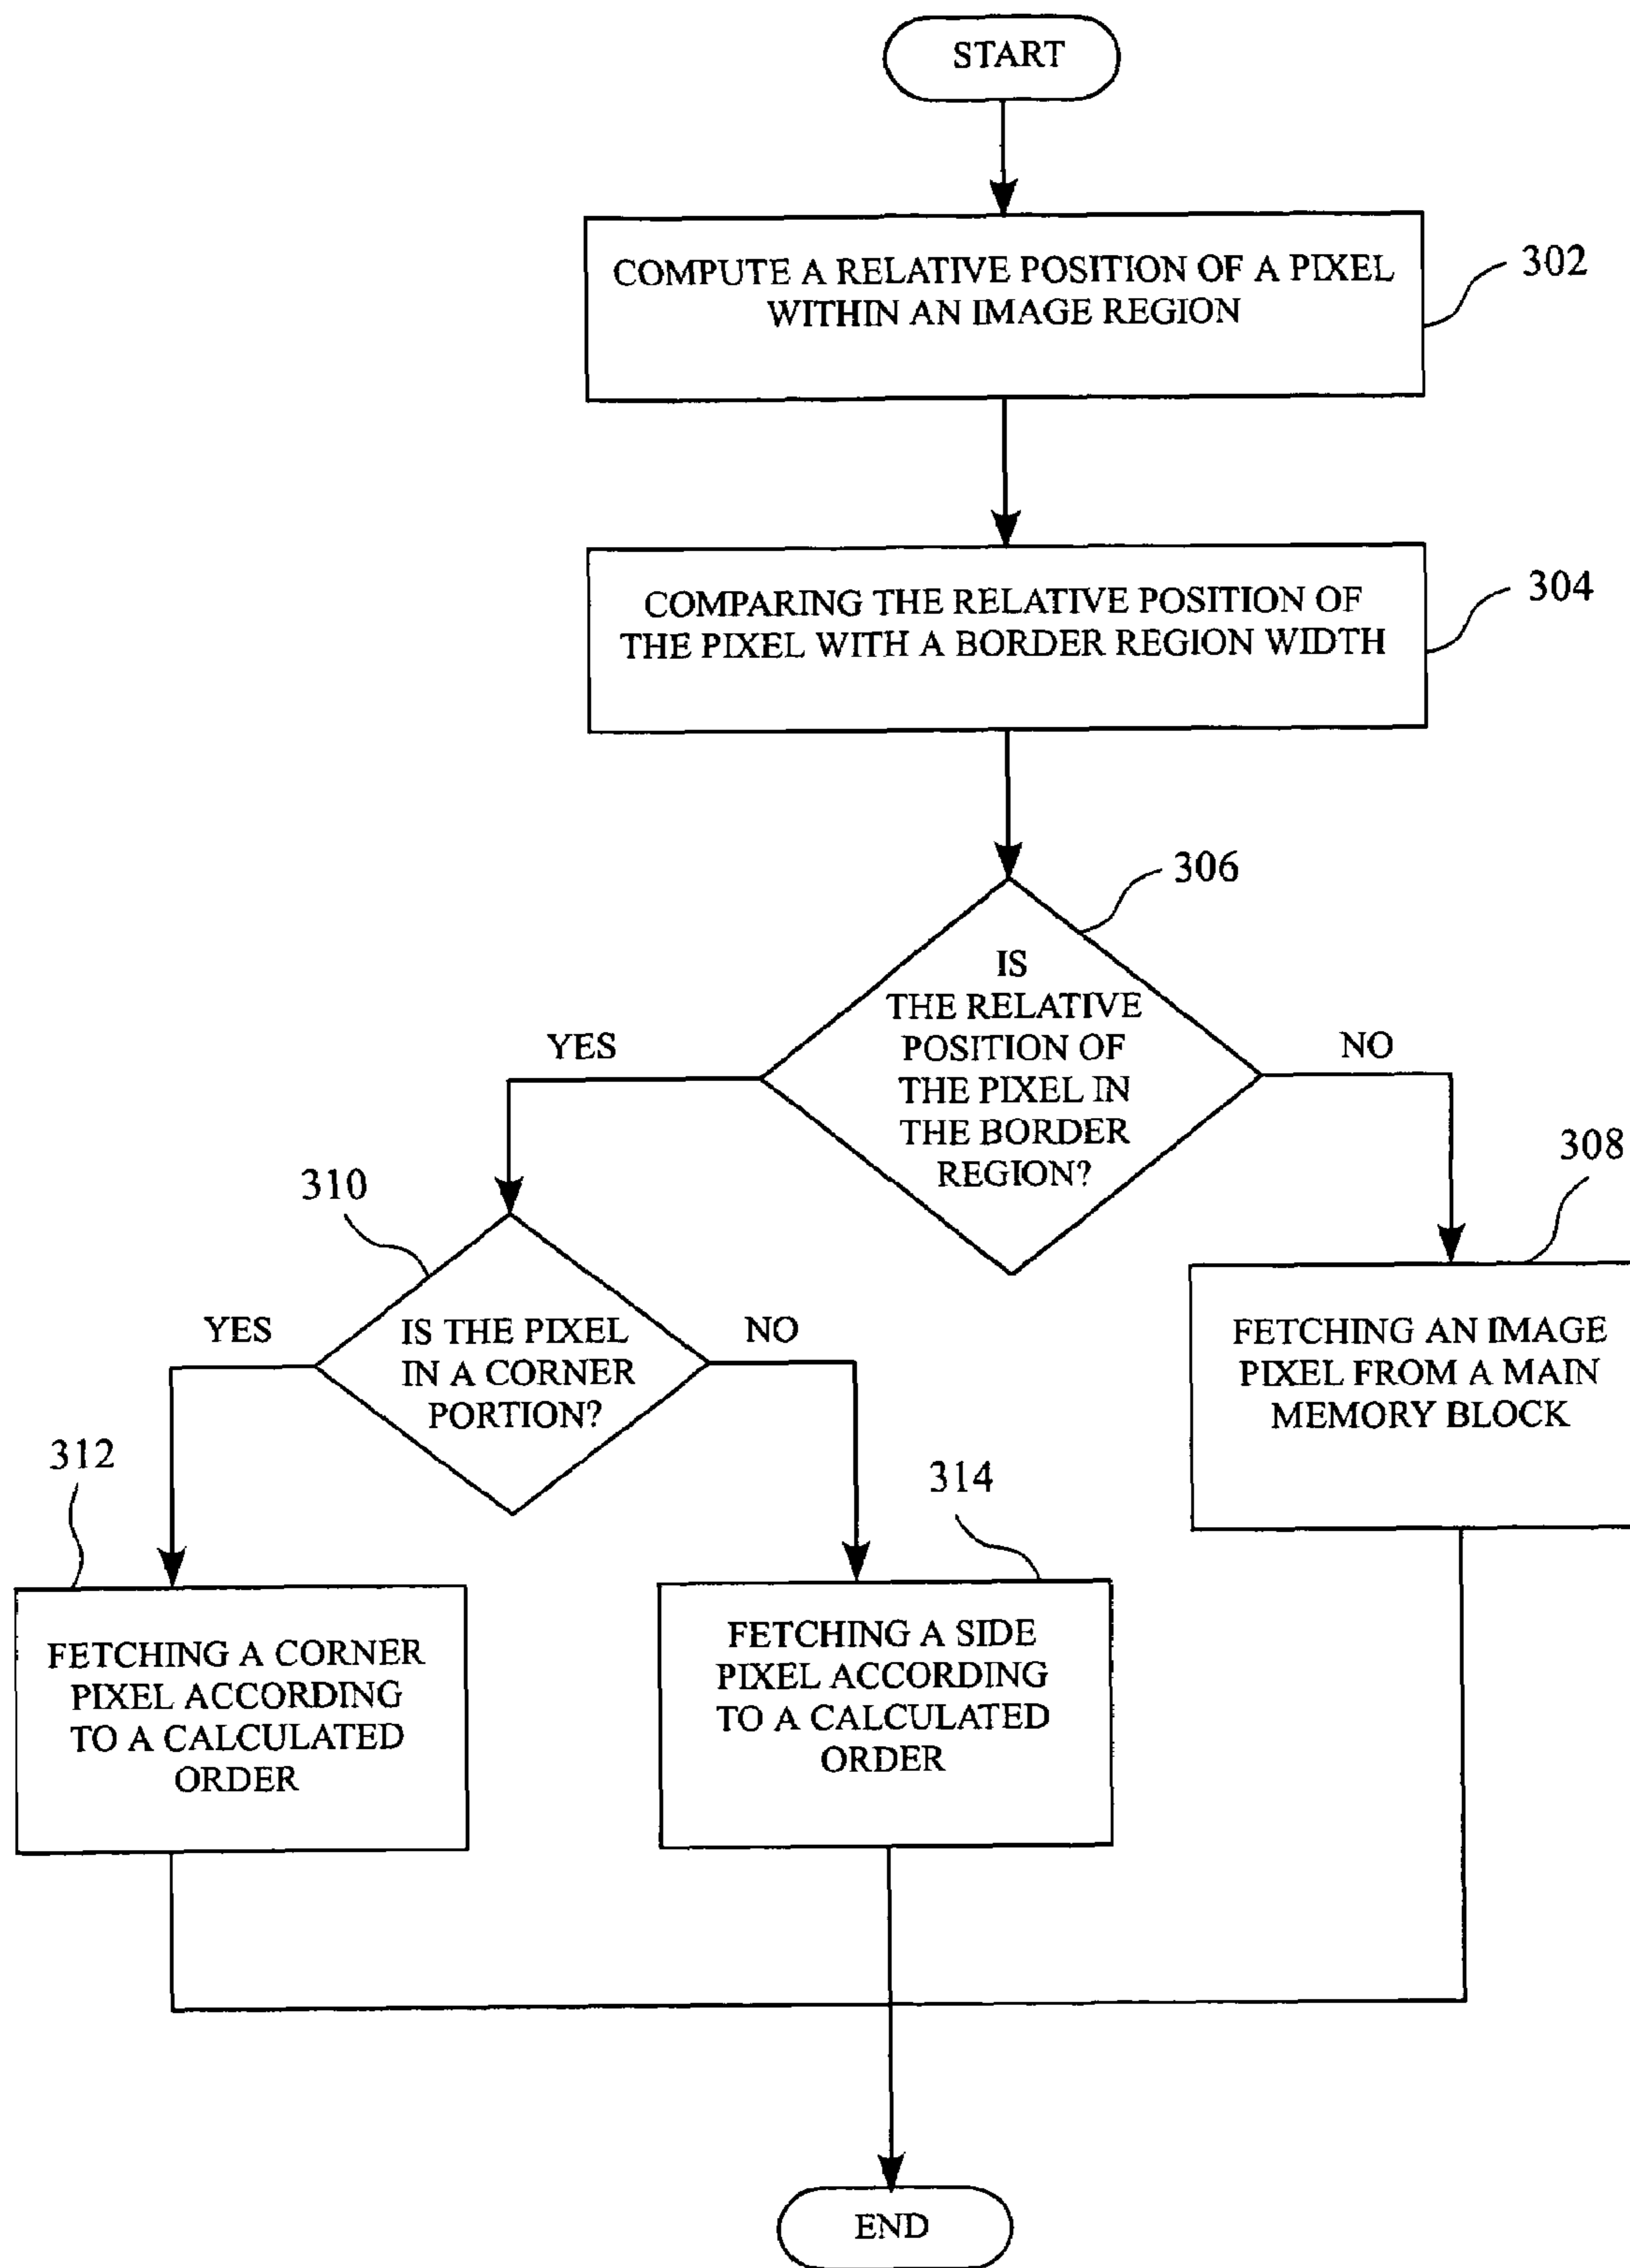 START
COMPUTE A RELATIVE POSITION OF A PIXEL
WITHIN AN IMAGE REGION
302
COMPARING THE RELATIVE POSITION OF
THE PIXEL WITH A BORDER REGION WIDTH
304
306
IS
THE RELATIVE
POSITION OF
THE PIXEL IN
THE BORDER
REGION?
YES
NO
308
310
FETCHING AN IMAGE
PIXEL FROM A MAIN
MEMORY BLOCK
IS THE PIXEL
IN A CORNER
PORTION?
YES
NO
312
314
FETCHING A CORNER
PIXEL ACCORDING
TO A CALCULATED
ORDER
FETCHING A SIDE
PIXEL ACCORDING
TO A CALCULATED
ORDER
END